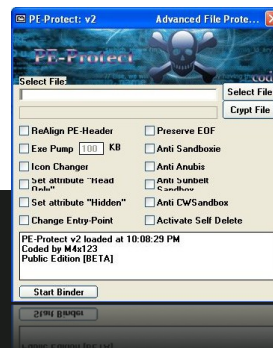 PE-Protect: v2 Advanced File Prote...
PE-Protect
Select File:
Select File
Crypt File
ReAlign PE-Header
Preserve EOF
Exe Pump 100 KB
Anti Sandboxie
Icon Changer
Anti Anubis
Set attribute "Read Only"
Anti Sunbelt Sandbox
Set attribute "Hidden"
Anti CWSandbox
Change Entry-Point
Activate Self Delete
PE-Protect v2 loaded at 10:08:29 PM
Coded by M4x123
Public Edition [BETA]
Start Binder